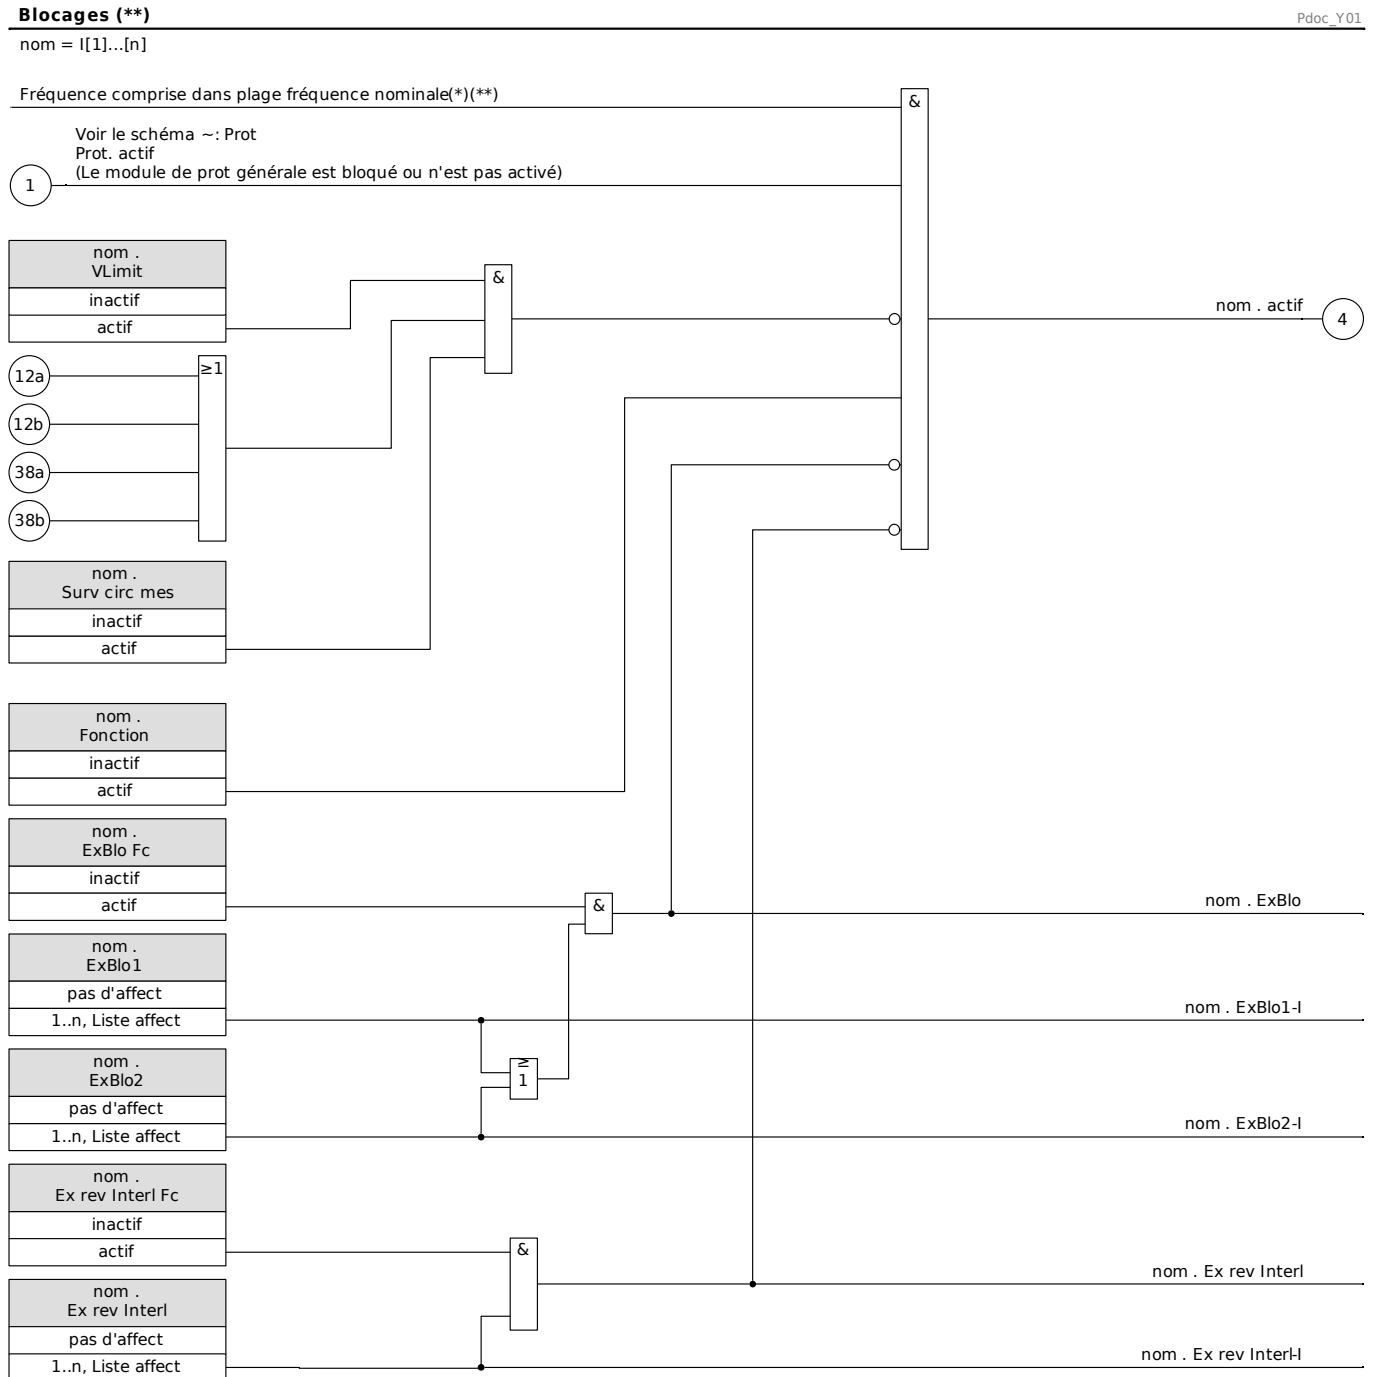 Blocages (**)
Pdoc_Y01
nom = I[1]...[n]
Fréquence comprise dans plage fréquence nominale(*)(**)
&
Voir le schéma ~: Prot
Prot. actif
(Le module de prot générale est bloqué ou n'est pas activé)
1
nom .
VLimit
inactif
actif
&
nom . actif
4
12a
≥1
12b
38a
38b
nom .
Surv circ mes
inactif
actif
nom .
Fonction
inactif
actif
nom .
ExBlo Fc
inactif
actif
&
nom . ExBlo
nom .
ExBlo1
pas d'affect
1..n, Liste affect
nom . ExBlo1-I
≥
1
nom .
ExBlo2
pas d'affect
1..n, Liste affect
nom . ExBlo2-I
nom .
Ex rev Interl Fc
inactif
actif
&
nom . Ex rev Interl
nom .
Ex rev Interl
pas d'affect
1..n, Liste affect
nom . Ex rev Interl-I